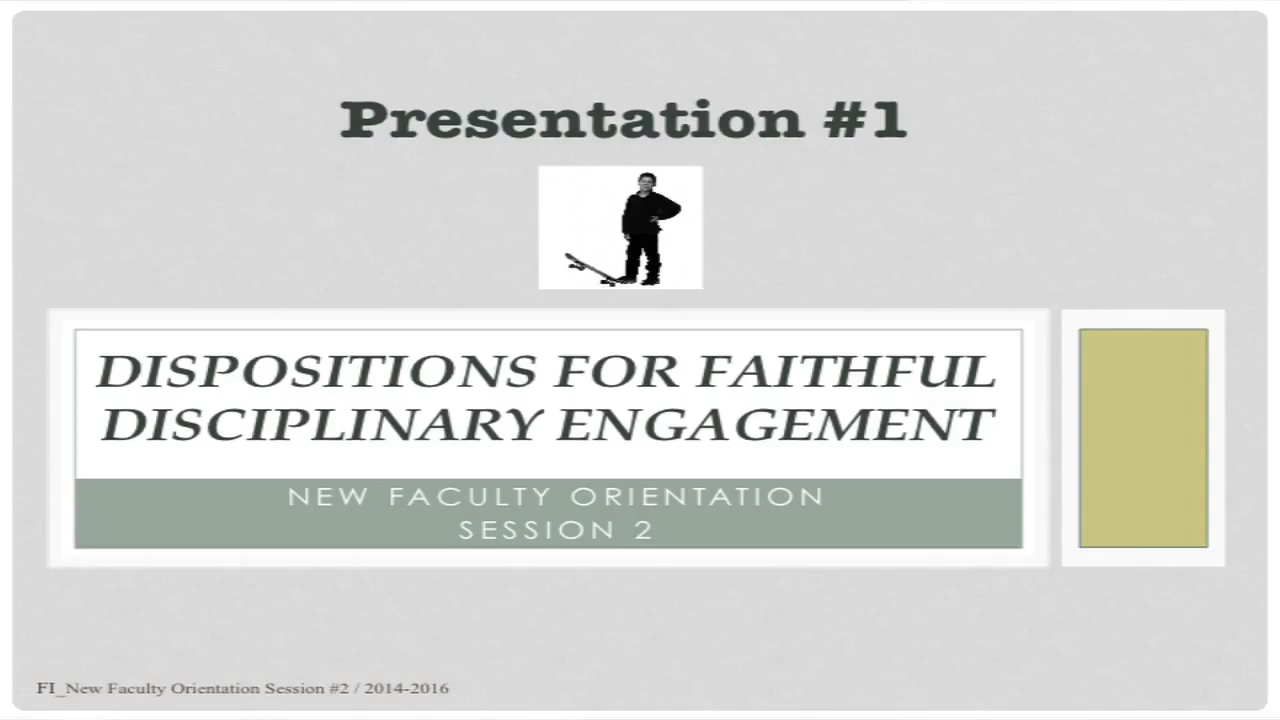 Presentation #1
DISPOSITIONS FOR FAITHFUL
DISCIPLINARY ENGAGEMENT
NEW FACULTY ORIENTATION
SESSION 2
FI_New Faculty Orientation Session #2 / 2014-2016